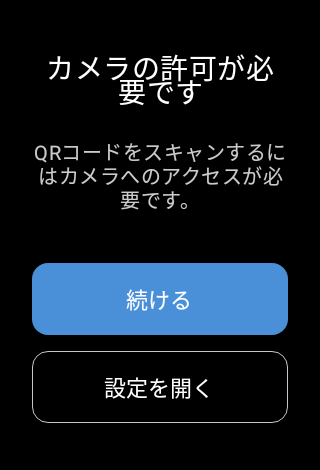 カメラの許可が必
要です
QRコードをスキャンするに
はカメラへのアクセスが必
要です。
続ける
設定を開く